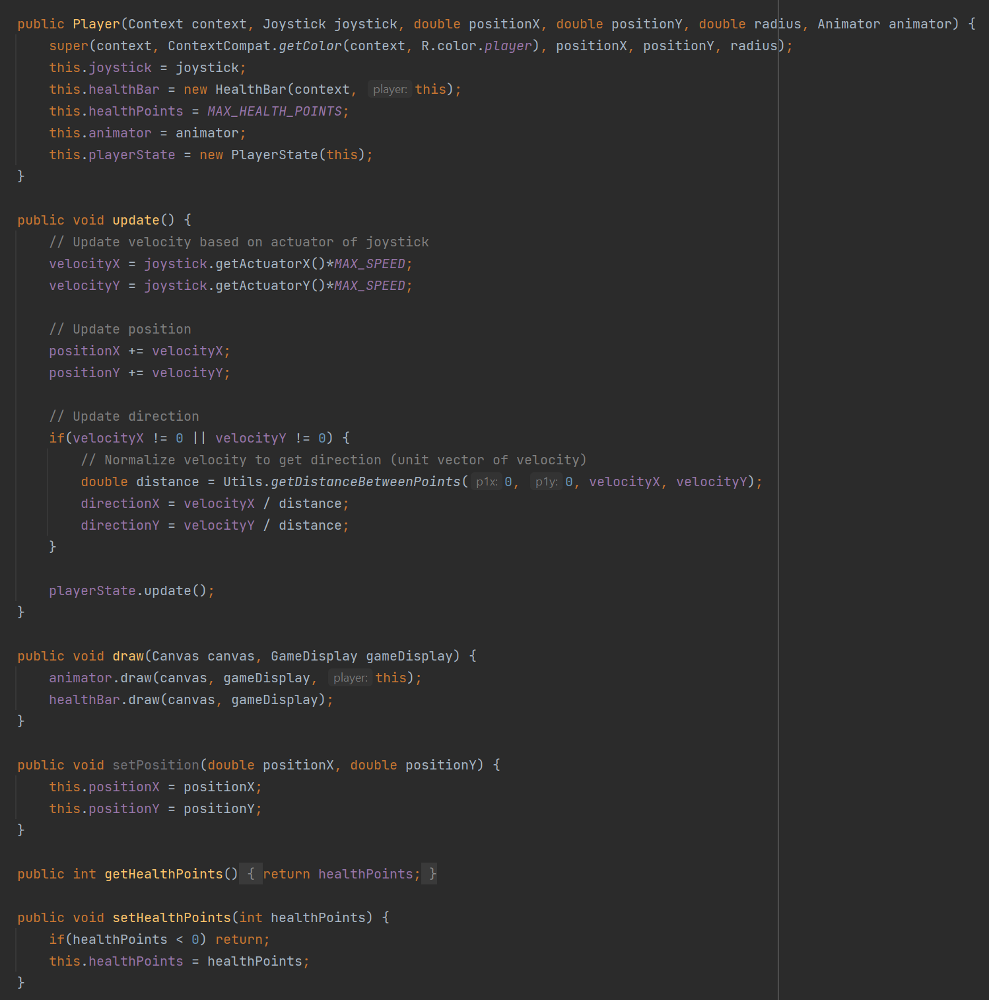 public Player(Context context, Joystick joystick, double positionX, double positionY, double radius, Animator animator) {
    super(context, ContextCompat.getColor(context, R.color.player), positionX, positionY, radius);
    this.joystick = joystick;
    this.healthBar = new HealthBar(context, player: this);
    this.healthPoints = MAX_HEALTH_POINTS;
    this.animator = animator;
    this.playerState = new PlayerState(this);
}

public void update() {
    // Update velocity based on actuator of joystick
    velocityX = joystick.getActuatorX()*MAX_SPEED;
    velocityY = joystick.getActuatorY()*MAX_SPEED;

    // Update position
    positionX += velocityX;
    positionY += velocityY;

    // Update direction
    if(velocityX != 0 || velocityY != 0) {
        // Normalize velocity to get direction (unit vector of velocity)
        double distance = Utils.getDistanceBetweenPoints( p1x: 0, p1y: 0, velocityX, velocityY);
        directionX = velocityX / distance;
        directionY = velocityY / distance;
    }

    playerState.update();
}

public void draw(Canvas canvas, GameDisplay gameDisplay) {
    animator.draw(canvas, gameDisplay, player: this);
    healthBar.draw(canvas, gameDisplay);
}

public void setPosition(double positionX, double positionY) {
    this.positionX = positionX;
    this.positionY = positionY;
}

public int getHealthPoints() { return healthPoints; }

public void setHealthPoints(int healthPoints) {
    if(healthPoints < 0) return;
    this.healthPoints = healthPoints;
}